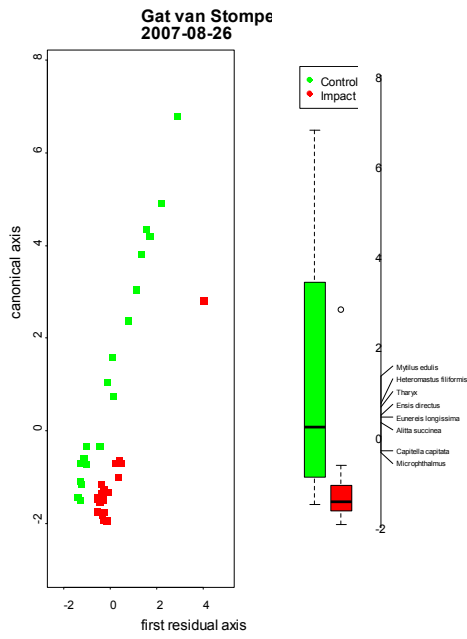 Gat van Stompe
2007-08-26
Control
Impact
8
6
4
2
0
-2
canonical axis
-2
0
2
4
first residual axis
8
6
4
2
0
-2
Mytilus edulis
Heteromastus filiformis
Tharyx
Ensis directus
Eunereis longissima
Alitta succinea
Capitella capitata
Microphthalmus